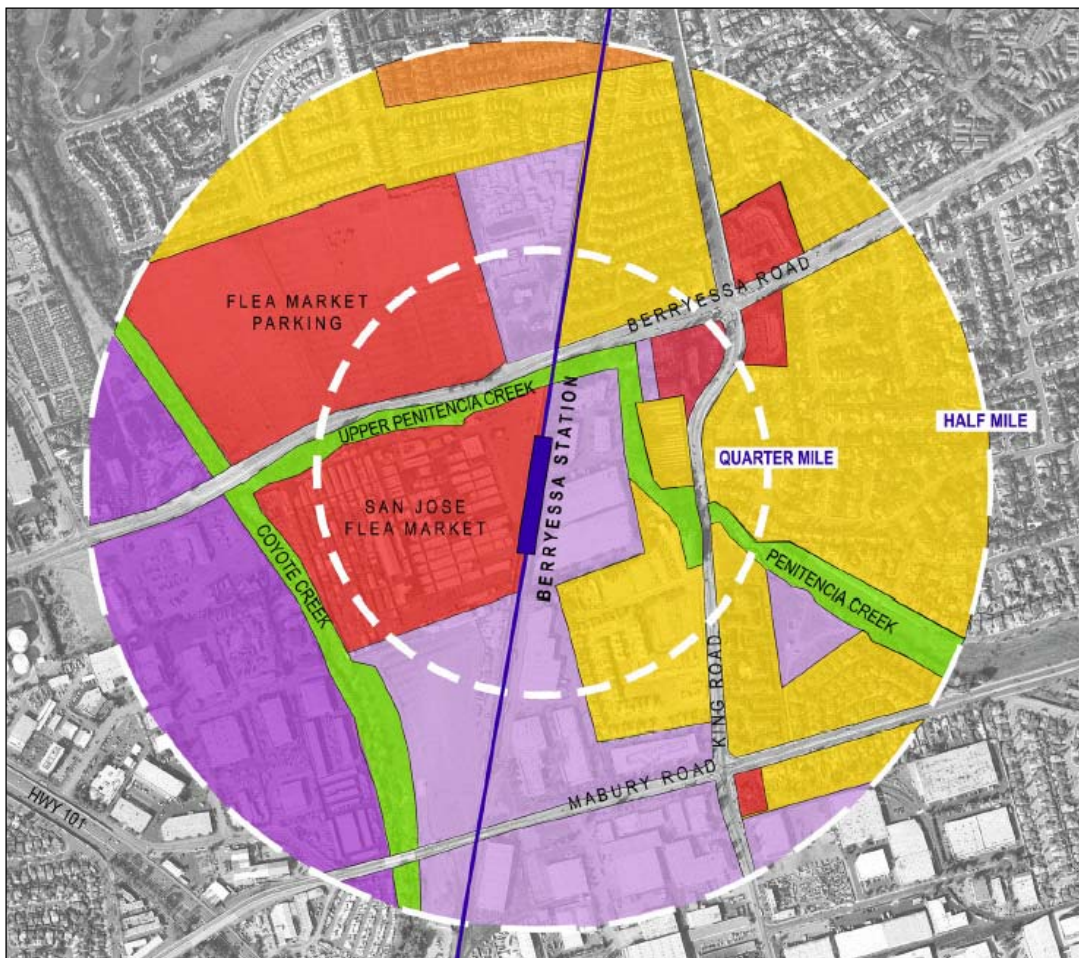 FLEA MARKET
PARKING
BERRYESSA ROAD
UPPER PENITENCIA CREEK
HALF MILE
QUARTER MILE
SAN JOSE
FLEA MARKET
BERRYESSA STATION
COYOTE CREEK
PENITENCIA CREEK
KING ROAD
MABURY ROAD
HWY 101